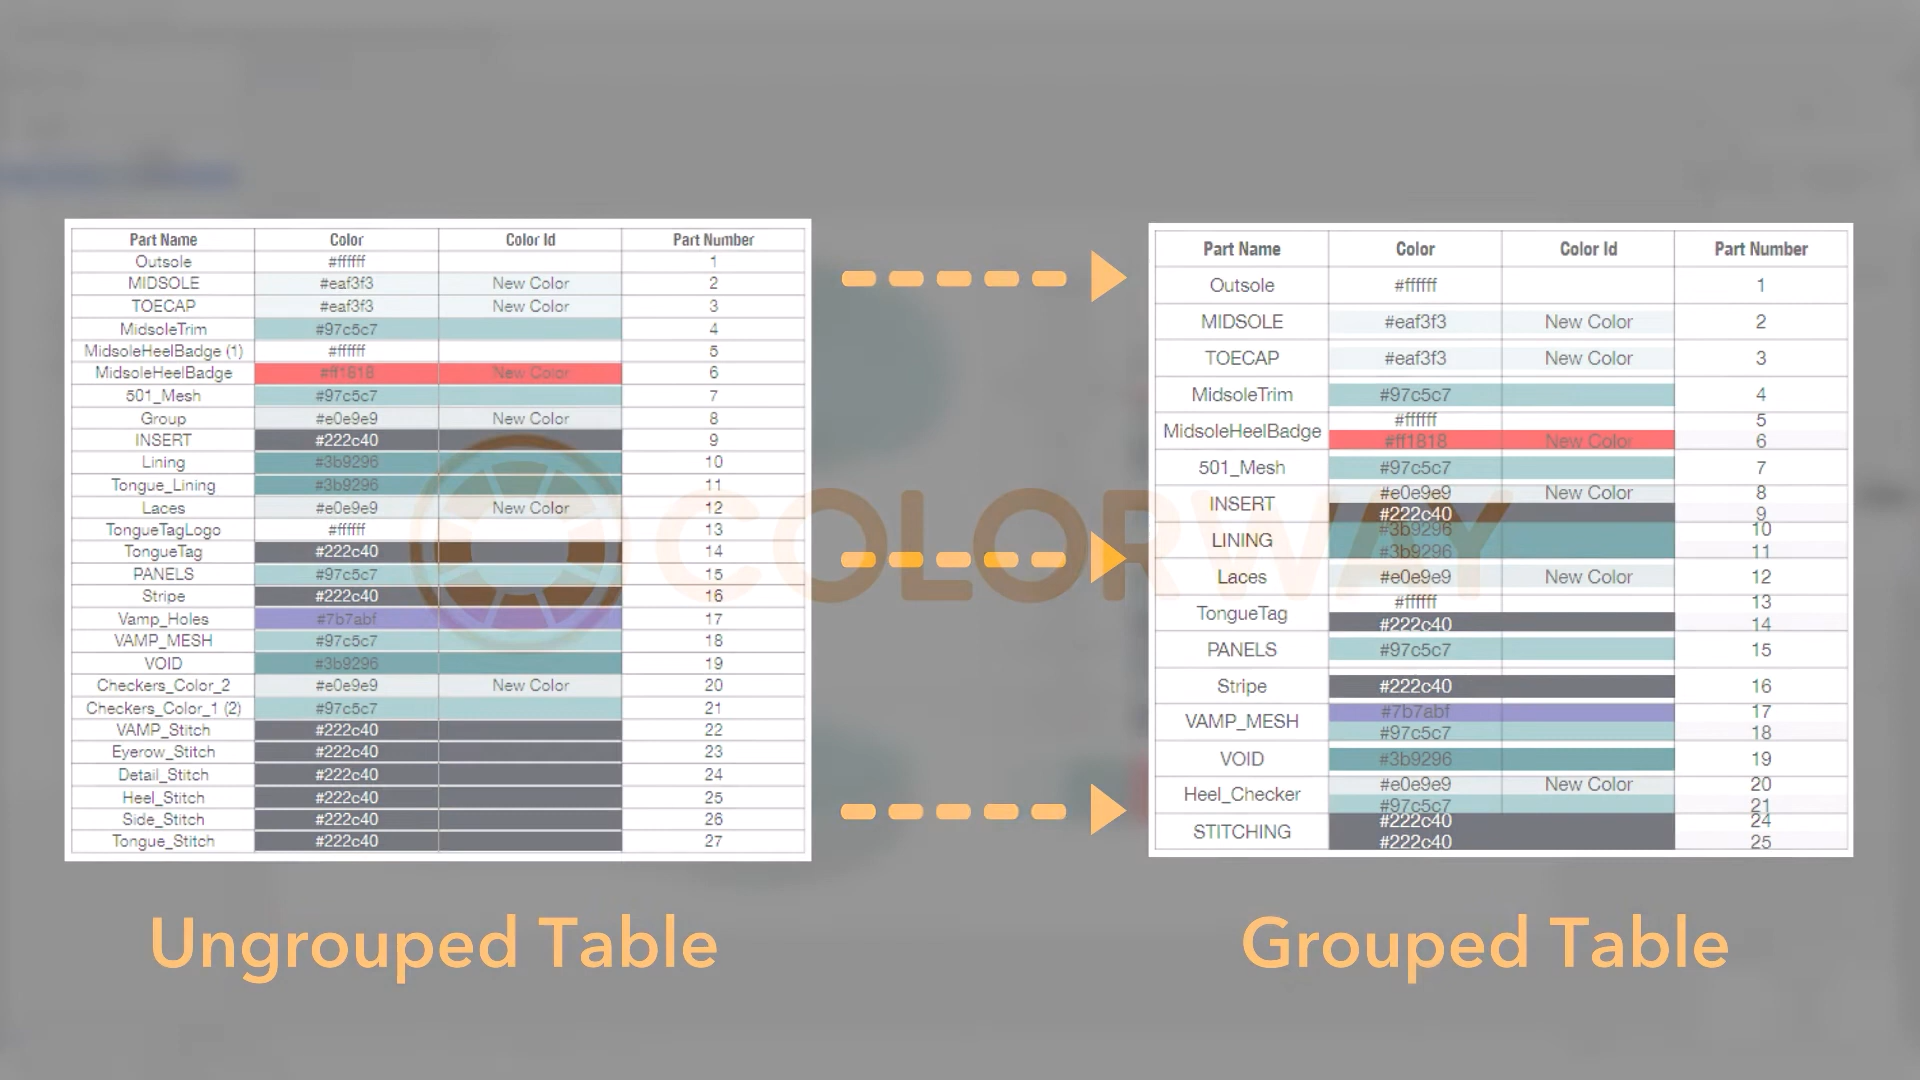 Part Name Color Color Id Part Number
Outsole #ffffff 1
MIDSOLE #eaf3f3 New Color 2
TOECAP #eaf3f3 New Color 3
MidsoleTrim #97c5c7 4
MidsoleHeelBadge (1) #ffffff 5
MidsoleHeelBadge #ff1818 New Color 6
501_Mesh #97c5c7 7
Group #e0e9e9 New Color 8
INSERT #222c40 9
Lining #3b9296 10
Tongue_Lining #3b9296 11
Laces #e0e9e9 New Color 12
TongueTagLogo #ffffff 13
TongueTag #222c40 14
PANELS #97c5c7 15
Stripe #222c40 16
Vamp_Holes #7b7abf 17
VAMP_MESH #97c5c7 18
VOID #3b9296 19
Checkers_Color_2 #e0e9e9 New Color 20
Checkers_Color_1 (2) #97c5c7 21
VAMP_Stitch #222c40 22
Eyerow_Stitch #222c40 23
Detail_Stitch #222c40 24
Heel_Stitch #222c40 25
Side_Stitch #222c40 26
Tongue_Stitch #222c40 27
Ungrouped Table
COLORWAY
Part Name Color Color Id Part Number
Outsole #ffffff 1
MIDSOLE #eaf3f3 New Color 2
TOECAP #eaf3f3 New Color 3
MidsoleTrim #97c5c7 4
#ffffff 5
MidsoleHeelBadge
#ff1818 New Color 6
501_Mesh #97c5c7 7
#e0e9e9 New Color 8
INSERT
#222c40 9
#3b9296 10
LINING
#3b9296 11
Laces #e0e9e9 New Color 12
#ffffff 13
TongueTag
#222c40 14
PANELS #97c5c7 15
Stripe #222c40 16
#7b7abf 17
VAMP_MESH
#97c5c7 18
VOID #3b9296 19
#e0e9e9 New Color 20
Heel_Checker
#97c5c7 21
#222c40 24
STITCHING
#222c40 25
Grouped Table